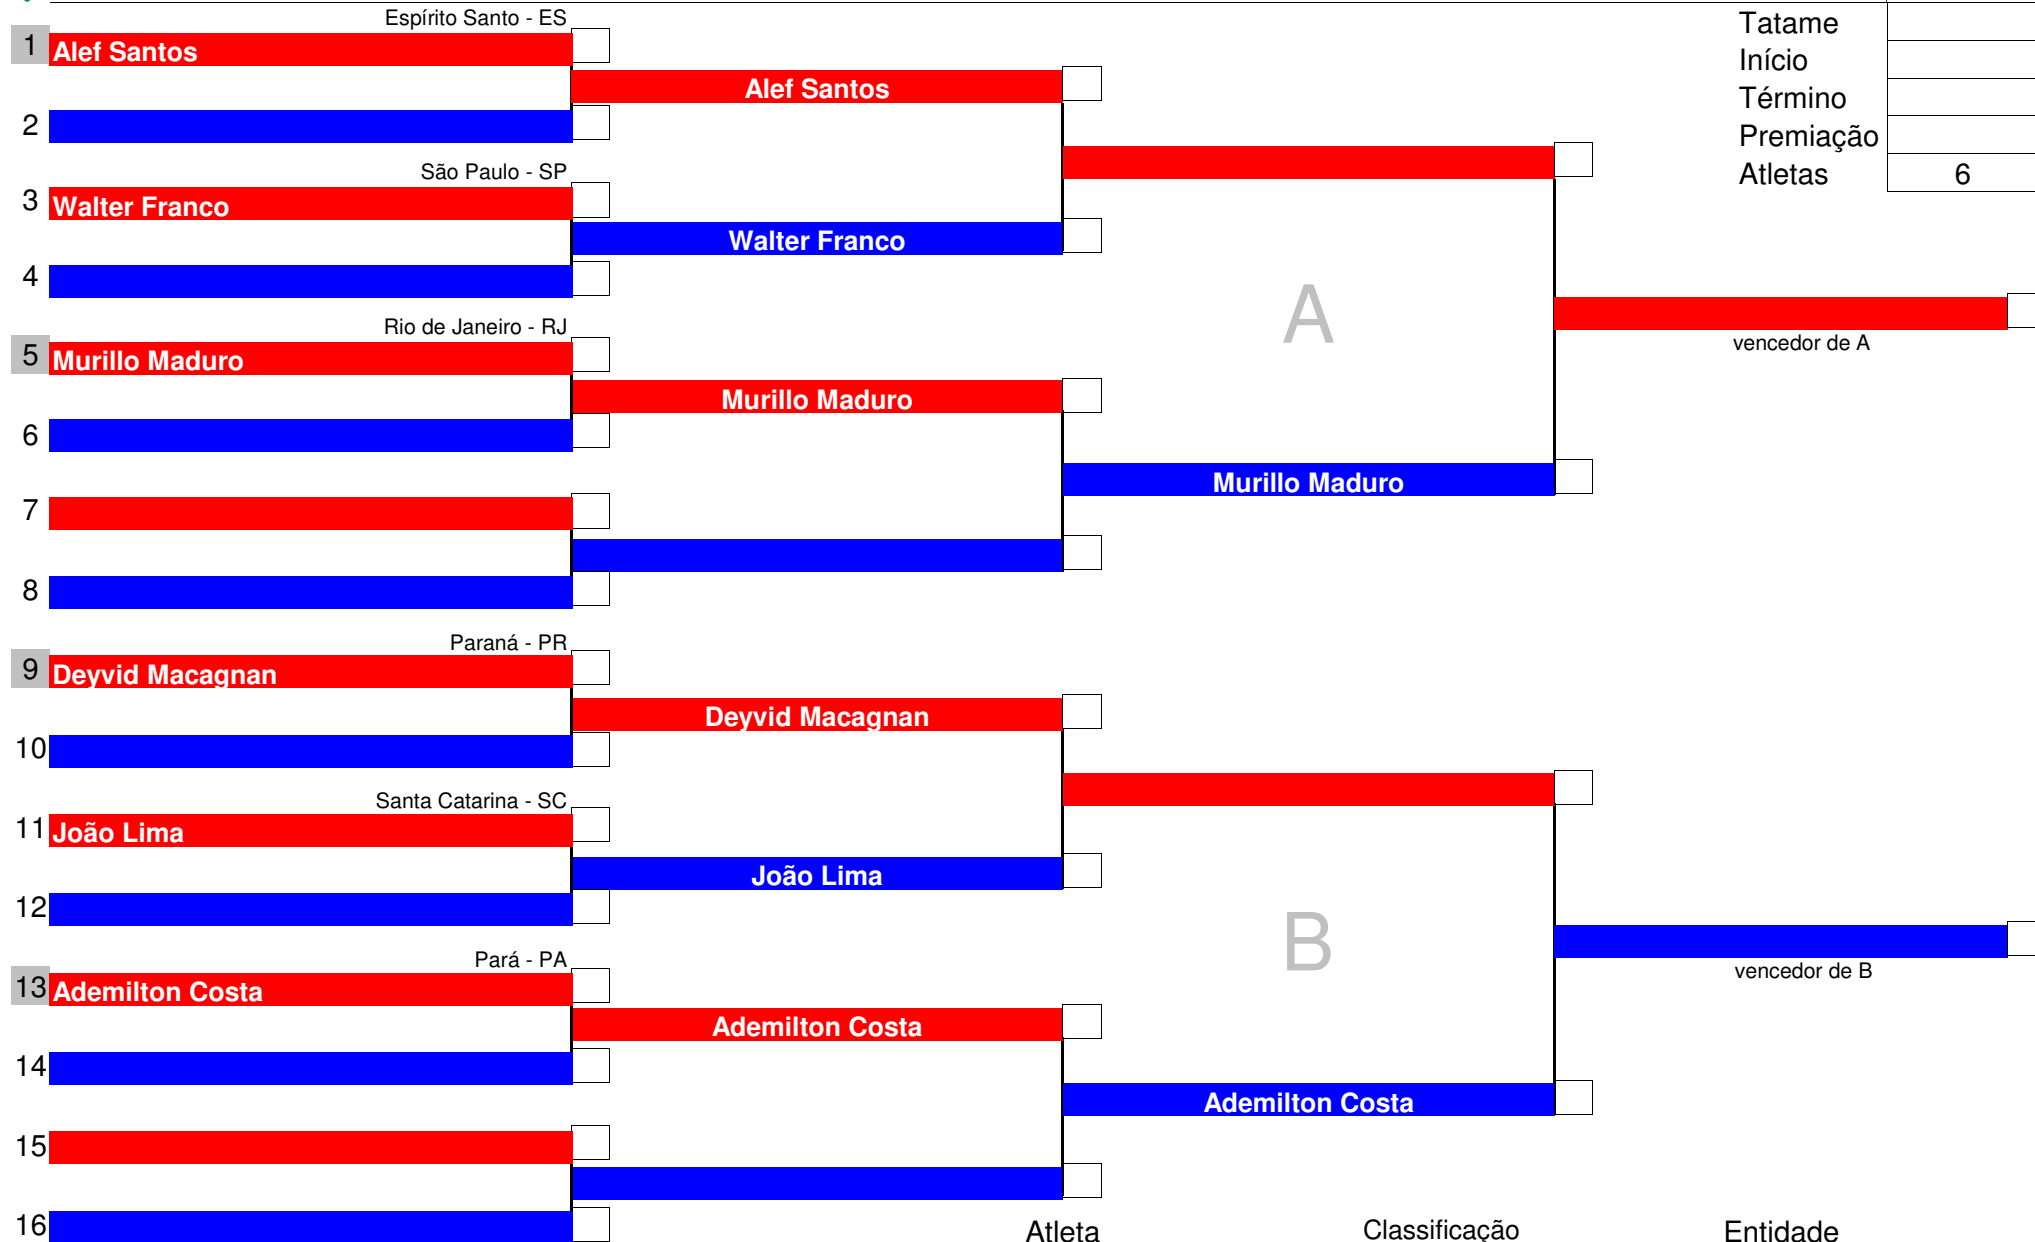 Espírito Santo - ES
Tatame
1 Alef Santos
Início
Alef Santos
Término
2
Premiação
São Paulo - SP
Atletas 6
3 Walter Franco
Walter Franco
4
A
Rio de Janeiro - RJ
vencedor de A
5 Murillo Maduro
Murillo Maduro
6
Murillo Maduro
7
8
Paraná - PR
9 Deyvid Macagnan
Deyvid Macagnan
10
Santa Catarina - SC
11 João Lima
João Lima
12
B
Pará - PA
vencedor de B
13 Ademilton Costa
Ademilton Costa
14
Ademilton Costa
15
16
Atleta Classificação Entidade